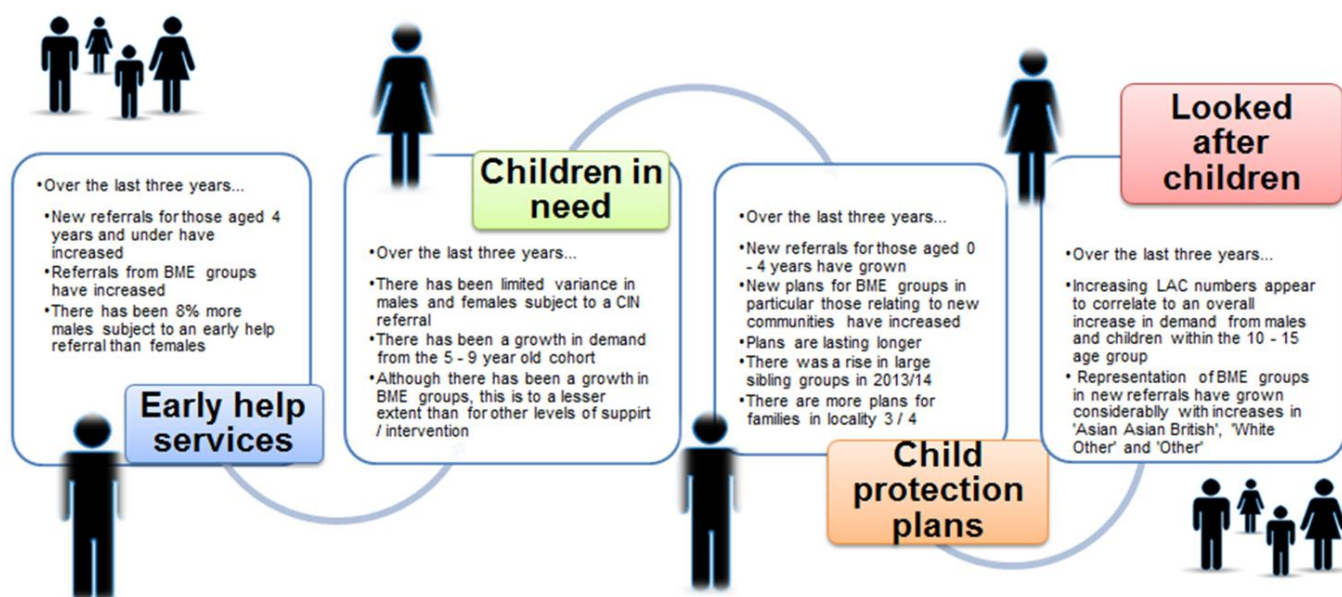 •Over the last three years...
•New referrals for those aged 4
years and under have
increased
•Referrals from BME groups
have increased
•There has been 8% more
males subject to an early help
referral than females
Early help
services
Children in
need
•Over the last three years...
•There has been limited variance in
males and females subject to a CIN
referral
•There has been a growth in demand
from the 5 - 9 year old cohort
•Although there has been a growth in
BME groups, this is to a lesser
extent than for other levels of suppirt
/ intervention
•Over the last three years...
•New referrals for those aged 0
- 4 years have grown
•New plans for BME groups in
particular those relating to new
communities have increased
•Plans are lasting longer
•There was a rise in large
sibling groups in 2013/14
•There are more plans for
families in locality 3 / 4
Child
protection
plans
Looked
after
children
•Over the last three years...
•Increasing LAC numbers appear
to correlate to an overall
increase in demand from males
and children within the 10 - 15
age group
• Representation of BME groups
in new referrals have grown
considerablly with increases in
'Asian Asian British', 'White
Other' and 'Other'